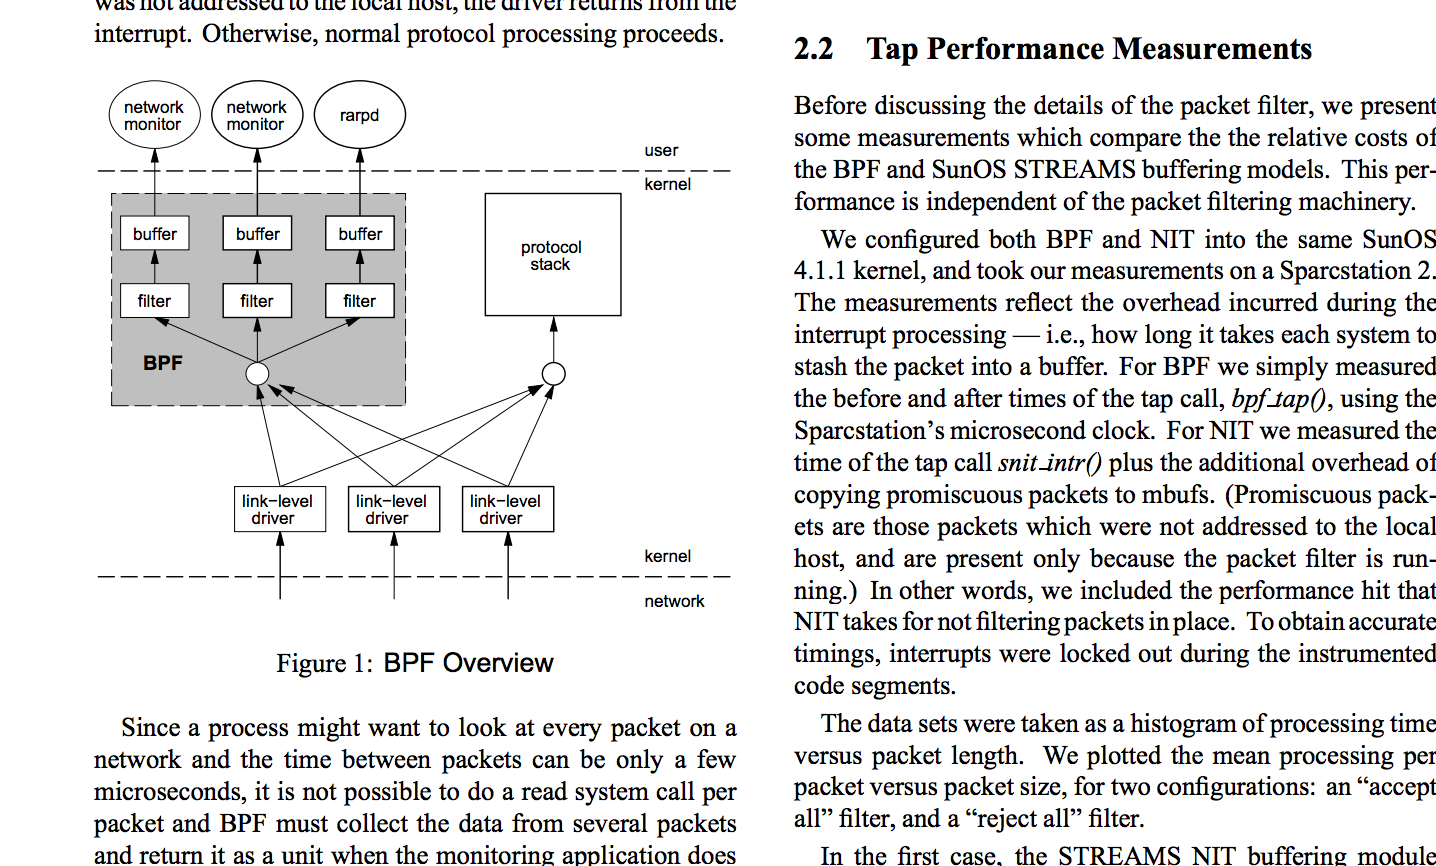 was not addressed to the local host, the driver returns from the
interrupt. Otherwise, normal protocol processing proceeds.
network
monitor
network
monitor
rarpd
user
kernel
buffer
buffer
buffer
protocol
stack
filter
filter
filter
BPF
link−level
driver
link−level
driver
link−level
driver
kernel
network
Figure 1: BPF Overview
Since a process might want to look at every packet on a
network and the time between packets can be only a few
microseconds, it is not possible to do a read system call per
packet and BPF must collect the data from several packets
and return it as a unit when the monitoring application does
2.2 Tap Performance Measurements
Before discussing the details of the packet filter, we present
some measurements which compare the the relative costs of
the BPF and SunOS STREAMS buffering models. This per-
formance is independent of the packet filtering machinery.
We configured both BPF and NIT into the same SunOS
4.1.1 kernel, and took our measurements on a Sparcstation 2.
The measurements reflect the overhead incurred during the
interrupt processing — i.e., how long it takes each system to
stash the packet into a buffer. For BPF we simply measured
the before and after times of the tap call, bpf_tap(), using the
Sparcstation's microsecond clock. For NIT we measured the
time of the tap call snit_intr() plus the additional overhead of
copying promiscuous packets to mbufs. (Promiscuous pack-
ets are those packets which were not addressed to the local
host, and are present only because the packet filter is run-
ning.) In other words, we included the performance hit that
NIT takes for not filtering packets in place. To obtain accurate
timings, interrupts were locked out during the instrumented
code segments.
The data sets were taken as a histogram of processing time
versus packet length. We plotted the mean processing per
packet versus packet size, for two configurations: an “accept
all” filter, and a “reject all” filter.
In the first case, the STREAMS NIT buffering module